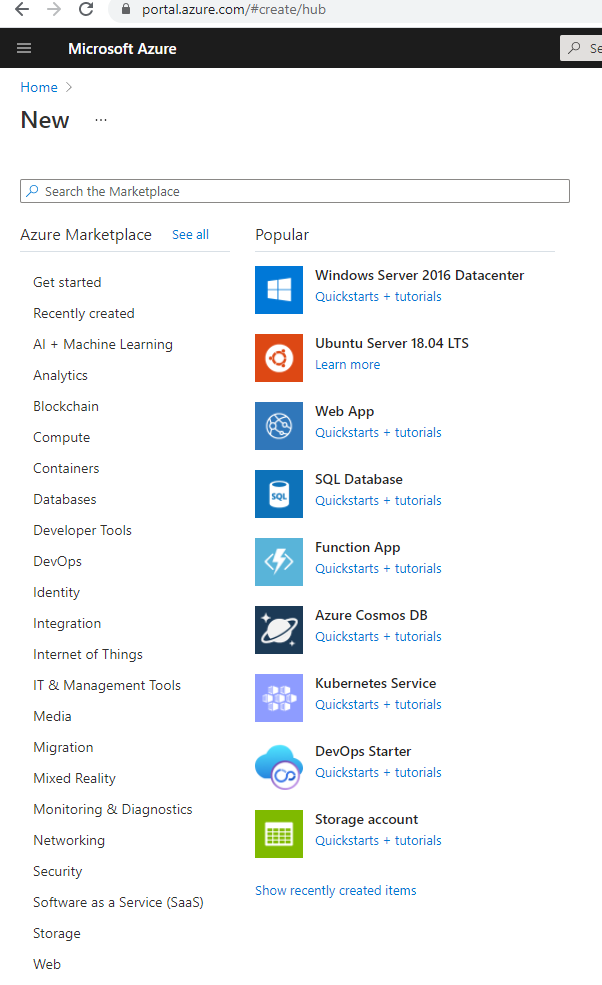 portal.azure.com/#create/hub
Microsoft Azure
Se
Home
New ...
Search the Marketplace
Azure Marketplace See all
Get started
Recently created
AI + Machine Learning
Analytics
Blockchain
Compute
Containers
Databases
Developer Tools
DevOps
Identity
Integration
Internet of Things
IT & Management Tools
Media
Migration
Mixed Reality
Monitoring & Diagnostics
Networking
Security
Software as a Service (SaaS)
Storage
Web
Popular
Windows Server 2016 Datacenter
Quickstarts + tutorials
Ubuntu Server 18.04 LTS
Learn more
Web App
Quickstarts + tutorials
SQL
SQL Database
Quickstarts + tutorials
Function App
Quickstarts + tutorials
Azure Cosmos DB
Quickstarts + tutorials
Kubernetes Service
Quickstarts + tutorials
DevOps Starter
Quickstarts + tutorials
Storage account
Quickstarts + tutorials
Show recently created items